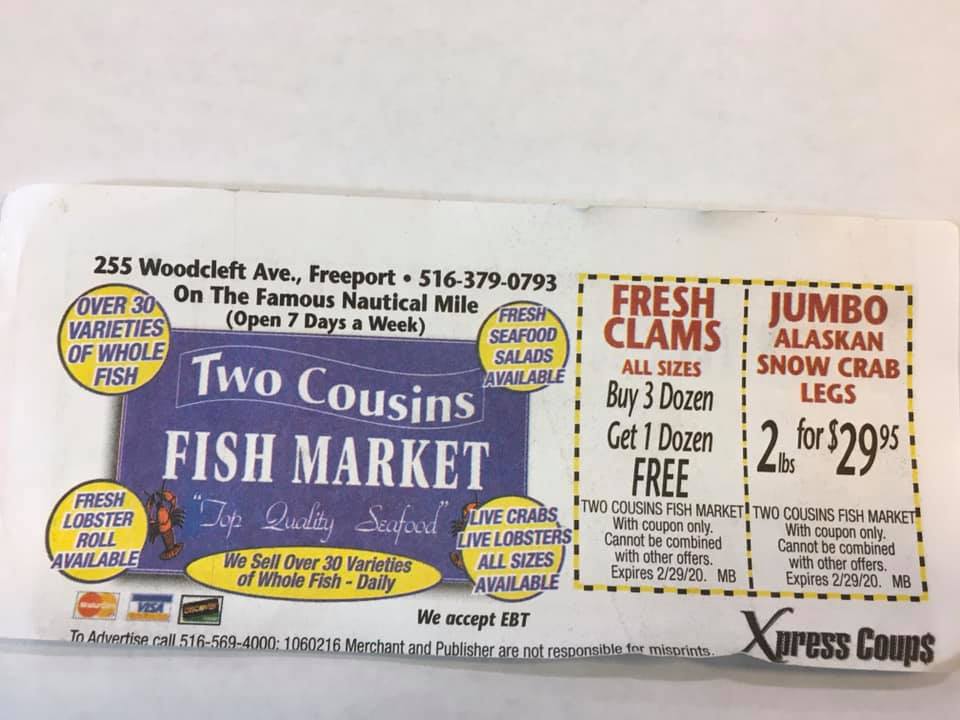 255 Woodcleft Ave., Freeport • 516-379-0793
On The Famous Nautical Mile
(Open 7 Days a Week)
OVER 30
VARIETIES
OF WHOLE
FISH
FRESH
SEAFOOD
SALADS
AVAILABLE
Two Cousins
FISH MARKET
"Top Quality Seafood"
FRESH
LOBSTER
ROLL
AVAILABLE
We Sell Over 30 Varieties
of Whole Fish - Daily
LIVE CRABS
LIVE LOBSTERS
ALL SIZES
AVAILABLE
MasterCard
VISA
DISCOVER
We accept EBT
To Advertise call 516-569-4000; 1060216 Merchant and Publisher are not responsible for misprints.
FRESH
CLAMS
ALL SIZES
Buy 3 Dozen
Get 1 Dozen
FREE
TWO COUSINS FISH MARKET
With coupon only.
Cannot be combined
with other offers.
Expires 2/29/20. MB
JUMBO
ALASKAN
SNOW CRAB
LEGS
2 lbs for $29 95
TWO COUSINS FISH MARKET
With coupon only.
Cannot be combined
with other offers.
Expires 2/29/20. MB
Xpress Coup$